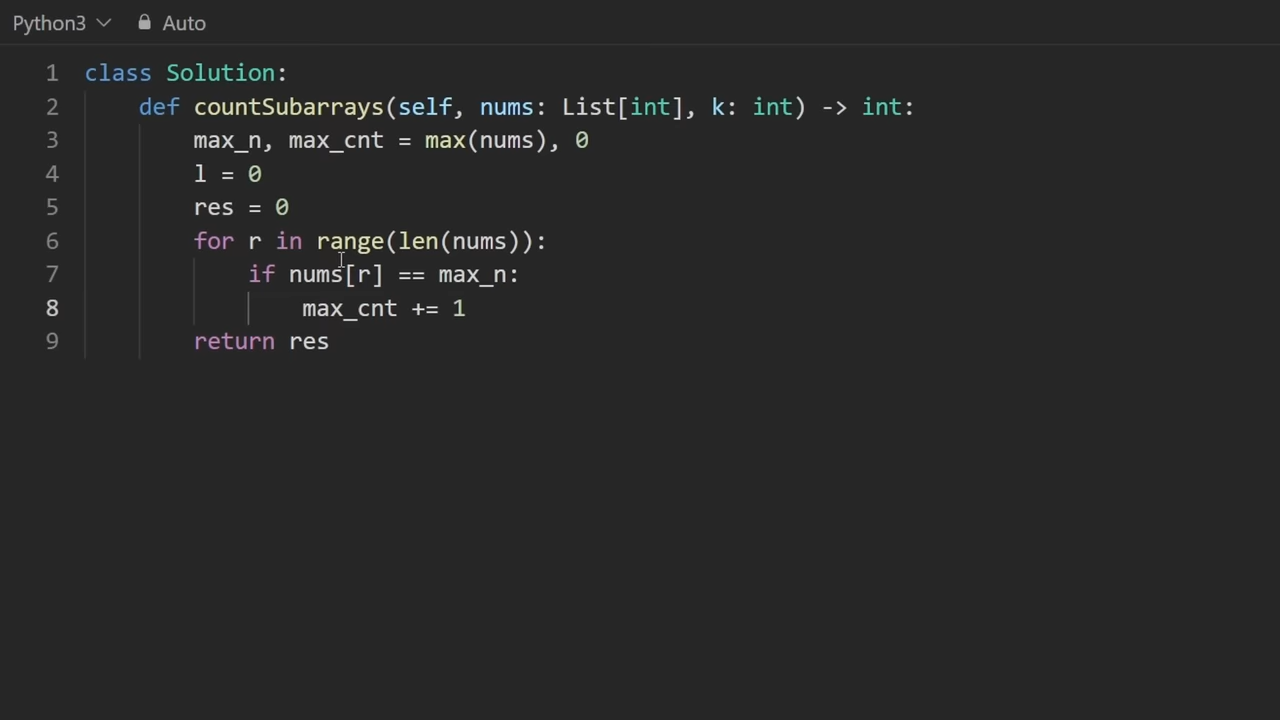 Python3 Auto
1 class Solution:
2 def countSubarrays(self, nums: List[int], k: int) -> int:
3 max_n, max_cnt = max(nums), 0
4 l = 0
5 res = 0
6 for r in range(len(nums)):
7 if nums[r] == max_n:
8 max_cnt += 1
9 return res